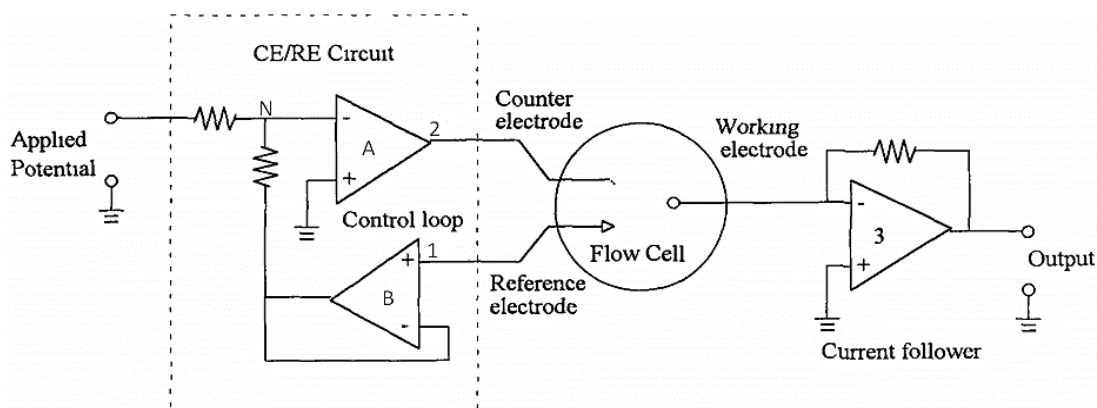 CE/RE Circuit
Applied
Potential
N
-
A
+
2
Counter
electrode
Working
electrode
Control loop
+
1
B
-
Reference
electrode
Flow Cell
-
3
+
Output
Current follower